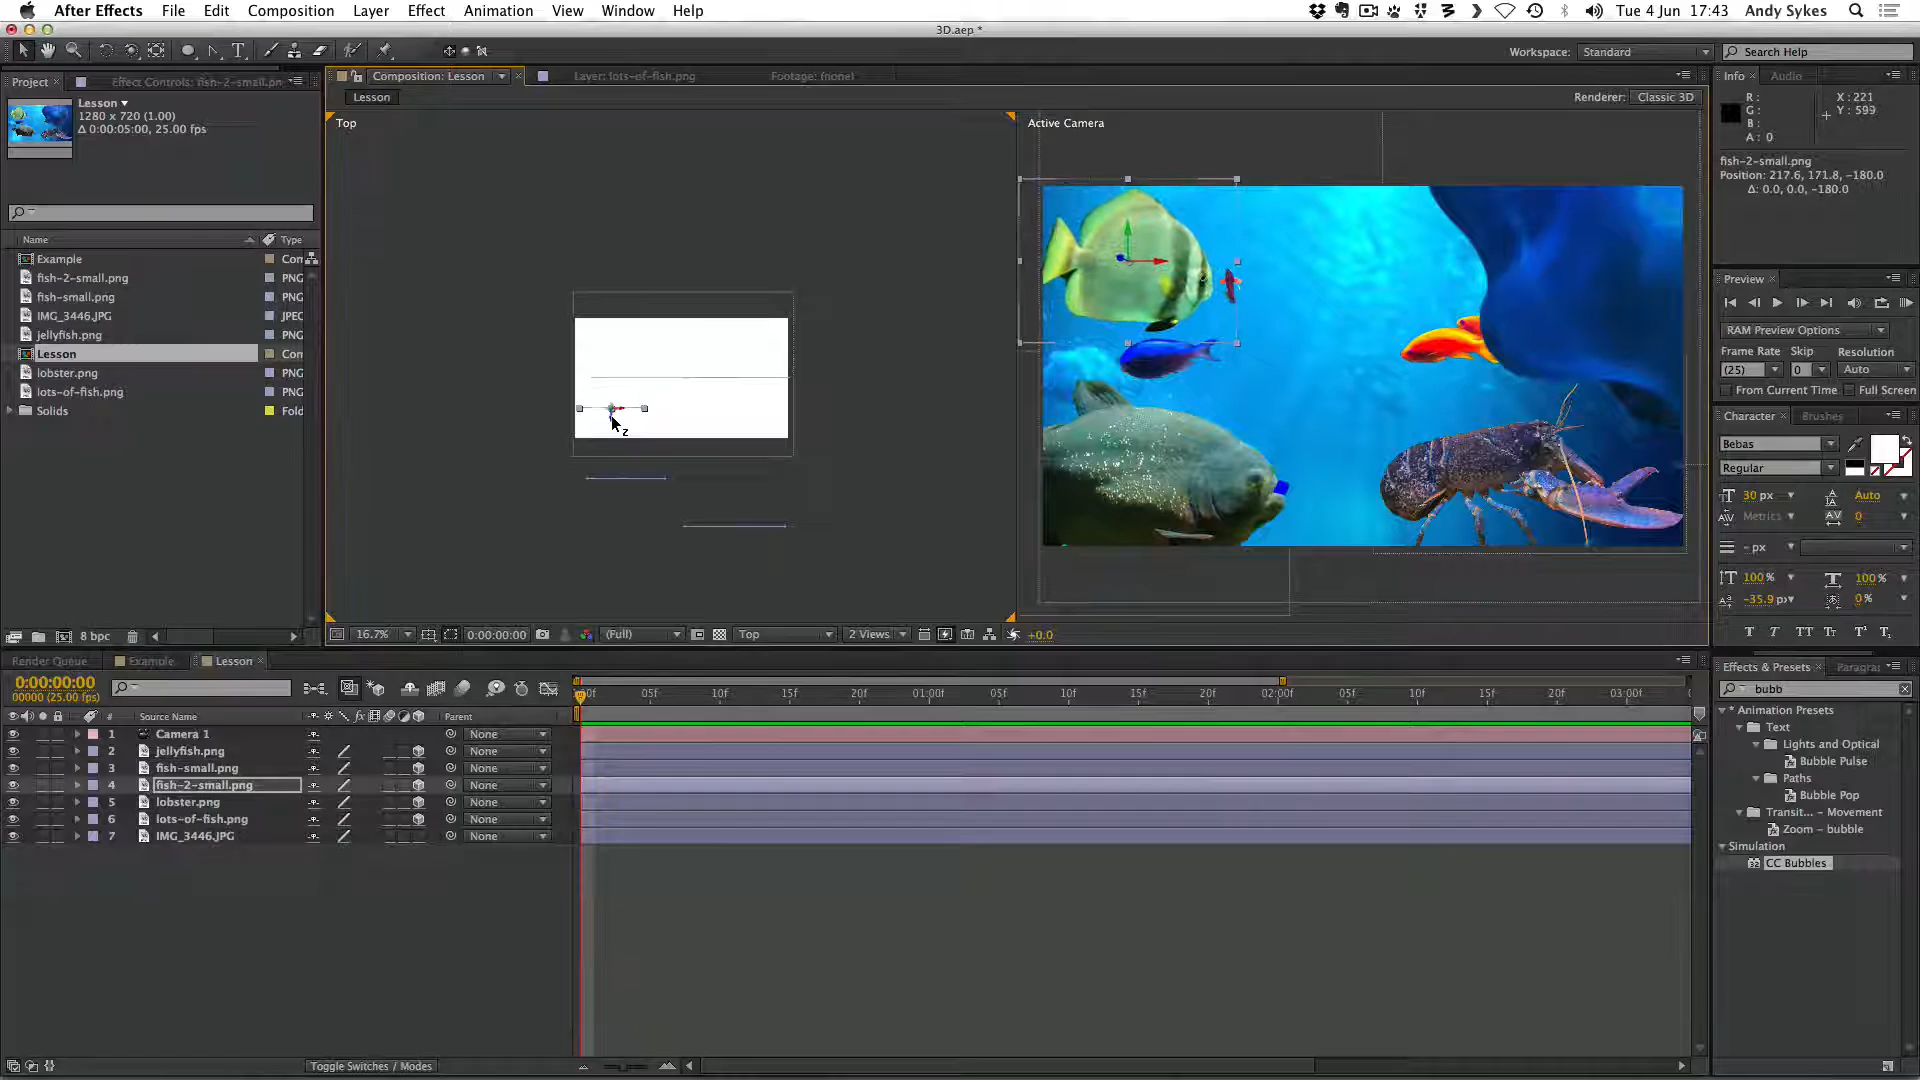 After Effects File Edit Composition Layer Effect Animation View Window Help
Tue 4 Jun 17:43 Andy Sykes
3D.aep *
Workspace: Standard
Search Help
Project
Effect Controls: fish-2-small.pn
Composition: Lesson
Layer: lots-of-fish.png
Footage: (none)
Info
Audio
Lesson
1280 x 720 (1.00)
Δ 0:00:05:00, 25.00 fps
Lesson
Renderer: Classic 3D
R :
G :
B :
A : 0
X : 221
Y : 599
Top
Active Camera
fish-2-small.png
Position: 217.6, 171.8, -180.0
Δ: 0.0, 0.0, -180.0
Name
Type
Example
Con
fish-2-small.png
PNG
fish-small.png
PNG
IMG_3446.JPG
JPEC
jellyfish.png
PNG
Lesson
Con
lobster.png
PNG
lots-of-fish.png
PNG
Solids
Fold
z
Preview
RAM Preview Options
Frame Rate Skip Resolution
(25) 0 Auto
From Current Time Full Screen
Character
Brushes
Bebas
Regular
30 px
Auto
Metrics
0
- px
100 %
100 %
-35.9 px
0 %
8 bpc
16.7%
0:00:00:00
(Full)
Top
2 Views
+0.0
Render Queue
Example
Lesson
0:00:00:00
00000 (25.00 fps)
:00f 05f 10f 15f 20f 01:00f 05f 10f 15f 20f 02:00f 05f 10f 15f 20f 03:00f
# Source Name
Parent
1 Camera 1 None
2 jellyfish.png None
3 fish-small.png None
4 fish-2-small.png None
5 lobster.png None
6 lots-of-fish.png None
7 IMG_3446.JPG None
Effects & Presets
Paragra
bubb
* Animation Presets
Text
Lights and Optical
Bubble Pulse
Paths
Bubble Pop
Transit... – Movement
Zoom – bubble
Simulation
CC Bubbles
Toggle Switches / Modes